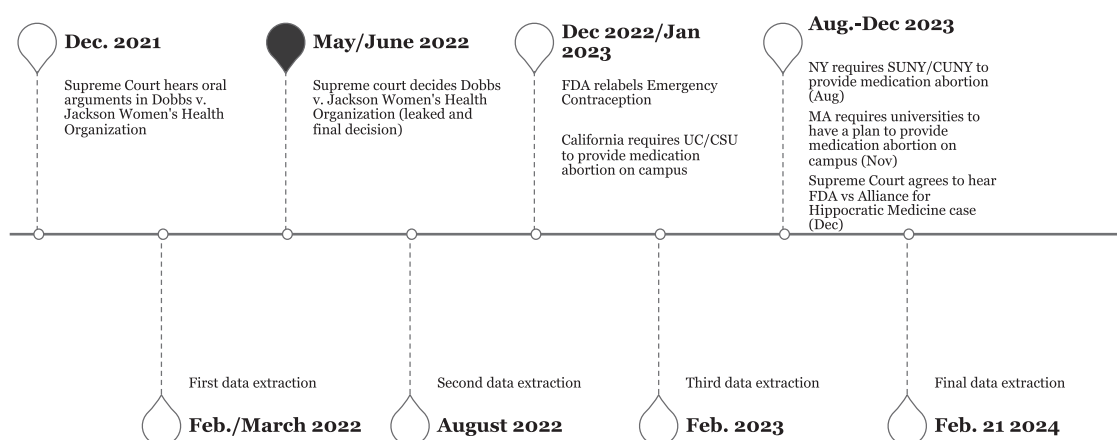 Dec. 2021
Supreme Court hears oral
arguments in Dobbs v.
Jackson Women's Health
Organization
May/June 2022
Supreme court decides Dobbs
v. Jackson Women's Health
Organization (leaked and
final decision)
Dec 2022/Jan
2023
FDA relabels Emergency
Contraception
California requires UC/CSU
to provide medication
abortion on campus
Aug.-Dec 2023
NY requires SUNY/CUNY to
provide medication abortion
(Aug)
MA requires universities to
have a plan to provide
medication abortion on
campus (Nov)
Supreme Court agrees to hear
FDA vs Alliance for
Hippocratic Medicine case
(Dec)
First data extraction
Feb./March 2022
Second data extraction
August 2022
Third data extraction
Feb. 2023
Final data extraction
Feb. 21 2024